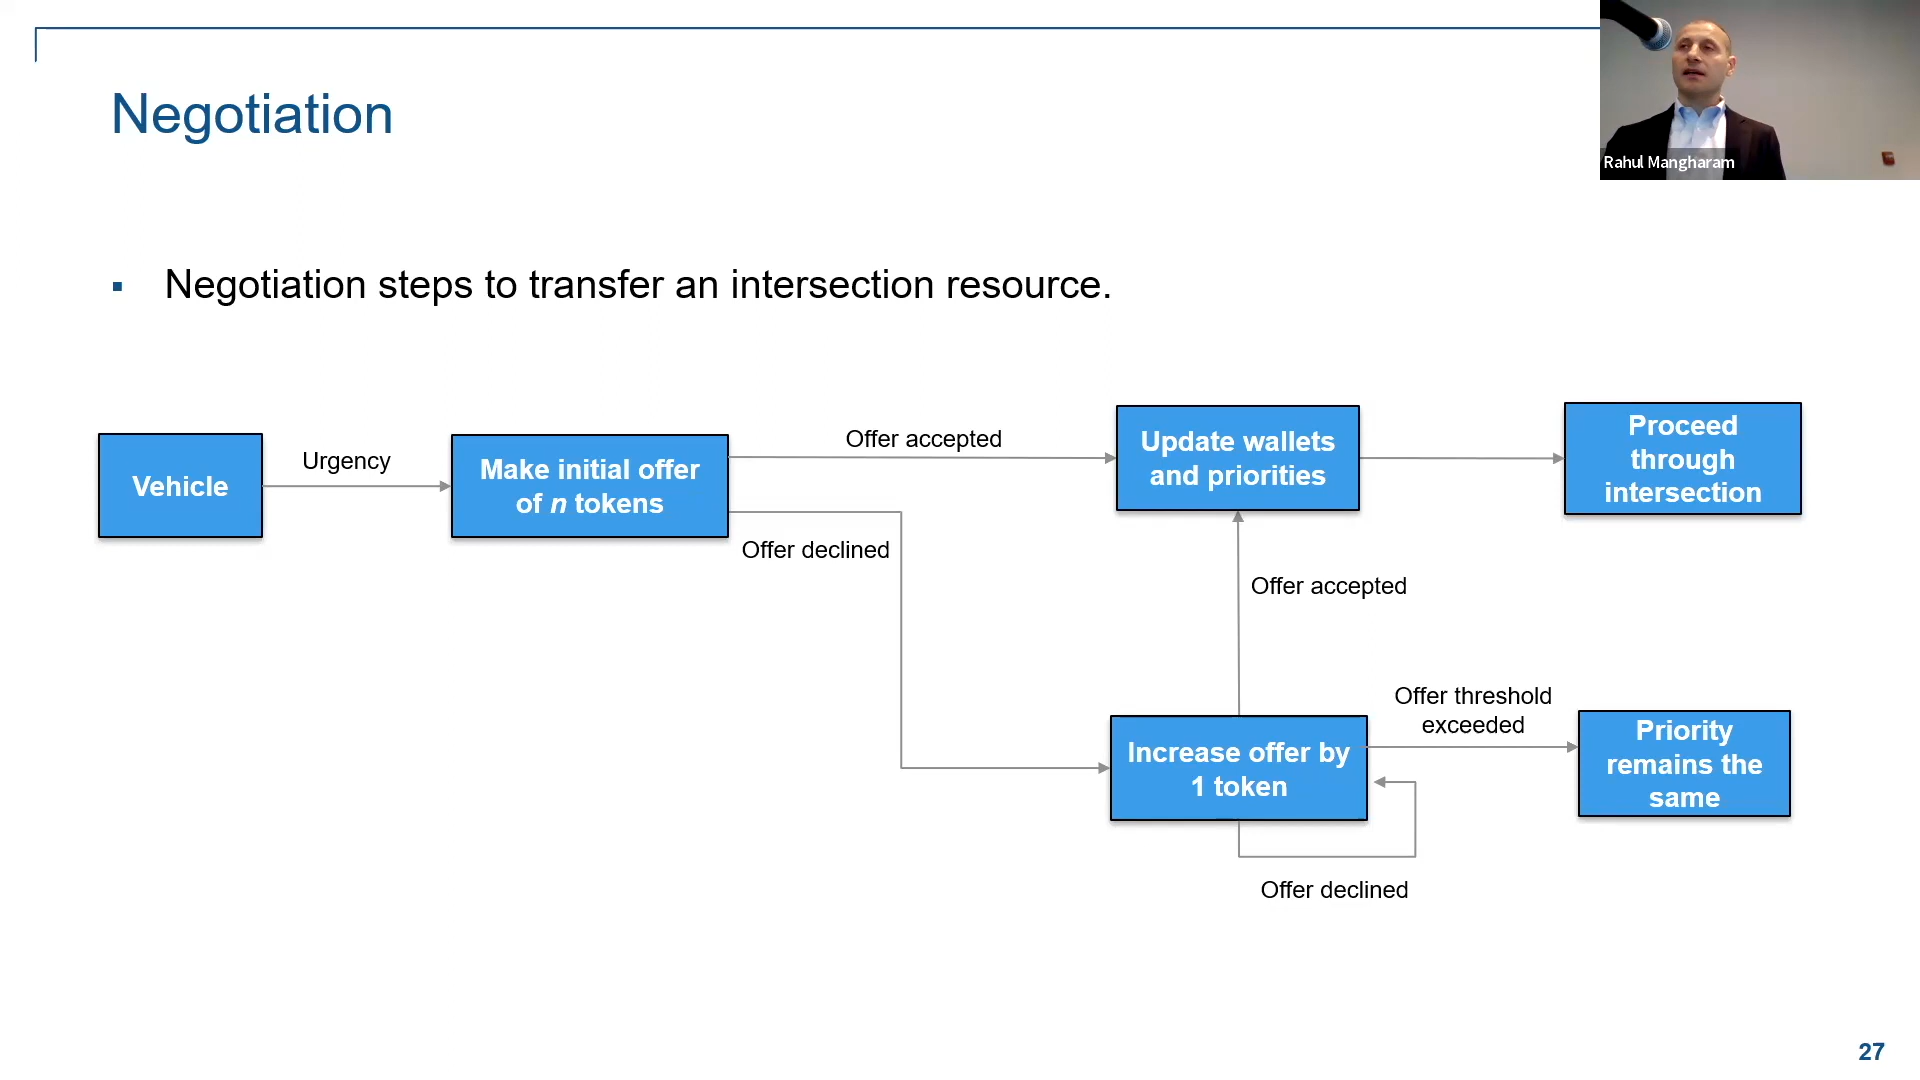 Negotiation
Rahul Mangharam
Negotiation steps to transfer an intersection resource.
Vehicle
Urgency
Make initial offer
of n tokens
Offer accepted
Offer declined
Update wallets
and priorities
Proceed
through
intersection
Offer accepted
Increase offer by
1 token
Offer threshold
exceeded
Priority
remains the
same
Offer declined
27